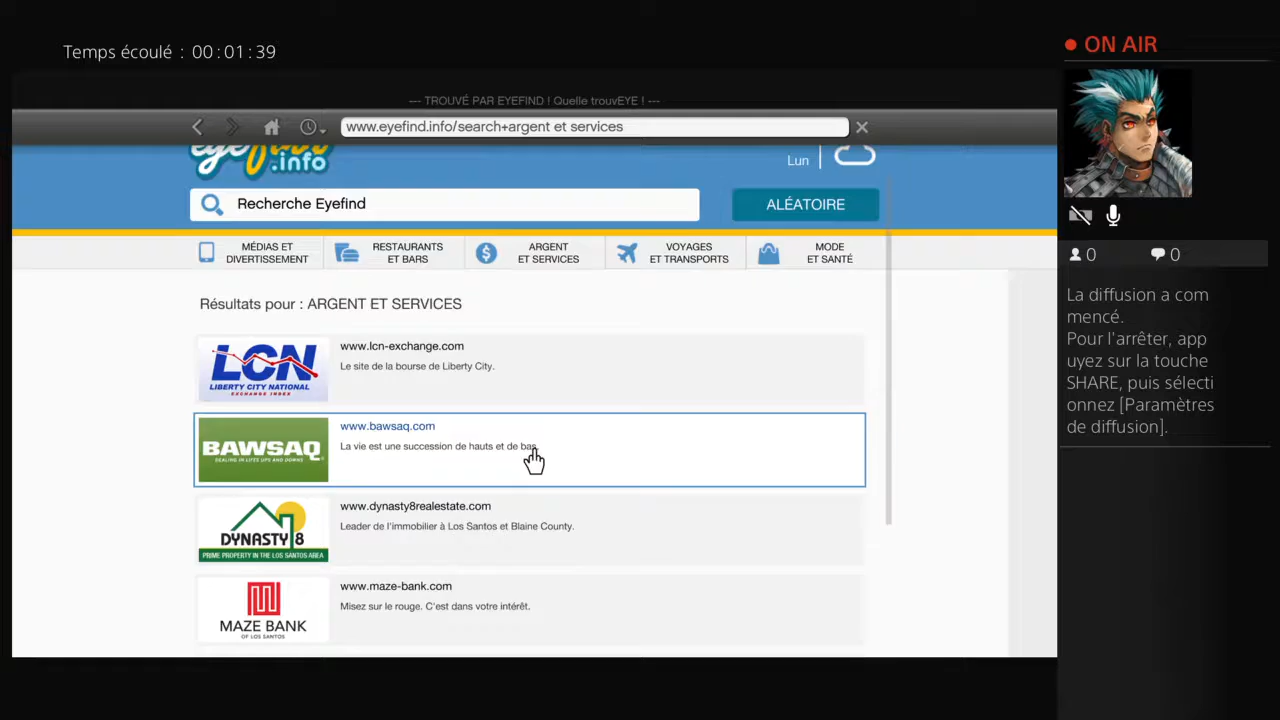 Temps écoulé : 00:01:39
ON AIR
--- TROUVÉ PAR EYEFIND ! Quelle trouvEYE ! ---
www.eyefind.info/search+argent et services
eyefind
.info
Lun
Recherche Eyefind
ALÉATOIRE
MÉDIAS ET
DIVERTISSEMENT
RESTAURANTS
ET BARS
ARGENT
ET SERVICES
VOYAGES
ET TRANSPORTS
MODE
ET SANTÉ
0
0
Résultats pour : ARGENT ET SERVICES
LCN
LIBERTY CITY NATIONAL
EXCHANGE INDEX
www.lcn-exchange.com
Le site de la bourse de Liberty City.
BAWSAQ
DEALING IN LIFE'S UPS AND DOWNS
www.bawsaq.com
La vie est une succession de hauts et de bas.
DYNASTY 8
PRIME PROPERTY IN THE LOS SANTOS AREA
www.dynasty8realestate.com
Leader de l'immobilier à Los Santos et Blaine County.
MAZE BANK
OF LOS SANTOS
www.maze-bank.com
Misez sur le rouge. C'est dans votre intérêt.
La diffusion a com
mencé.
Pour l'arrêter, app
uyez sur la touche
SHARE, puis sélecti
onnez [Paramètres
de diffusion].